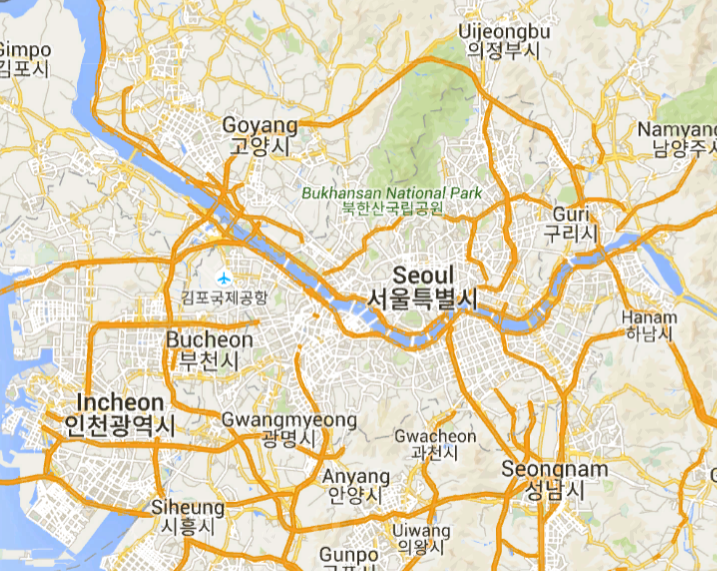 Uijeongbu
의정부시
Gimpo
김포시
Goyang
고양시
Namyang
남양주시
Bukhansan National Park
북한산국립공원
Guri
구리시
Seoul
서울특별시
김포국제공항
Hanam
하남시
Bucheon
부천시
Incheon
인천광역시
Gwangmyeong
광명시
Gwacheon
과천시
Anyang
안양시
Seongnam
성남시
Siheung
시흥시
Uiwang
의왕시
Gunpo